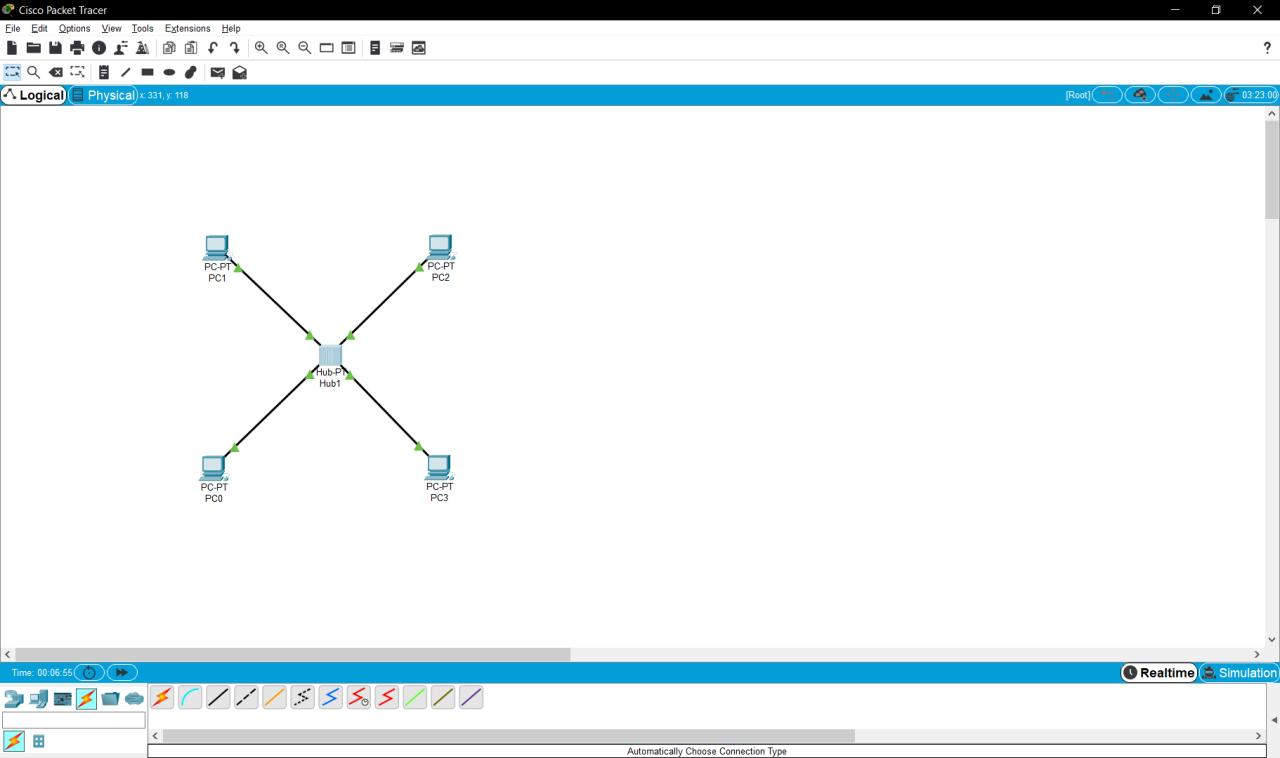 Cisco Packet Tracer
File Edit Options View Tools Extensions Help
?
Logical Physical x: 331, y: 118 [Root] 03:23:00
PC-PT
PC1
PC-PT
PC2
Hub-PT
Hub1
PC-PT
PC0
PC-PT
PC3
Time: 00:06:55 Realtime Simulation
Automatically Choose Connection Type